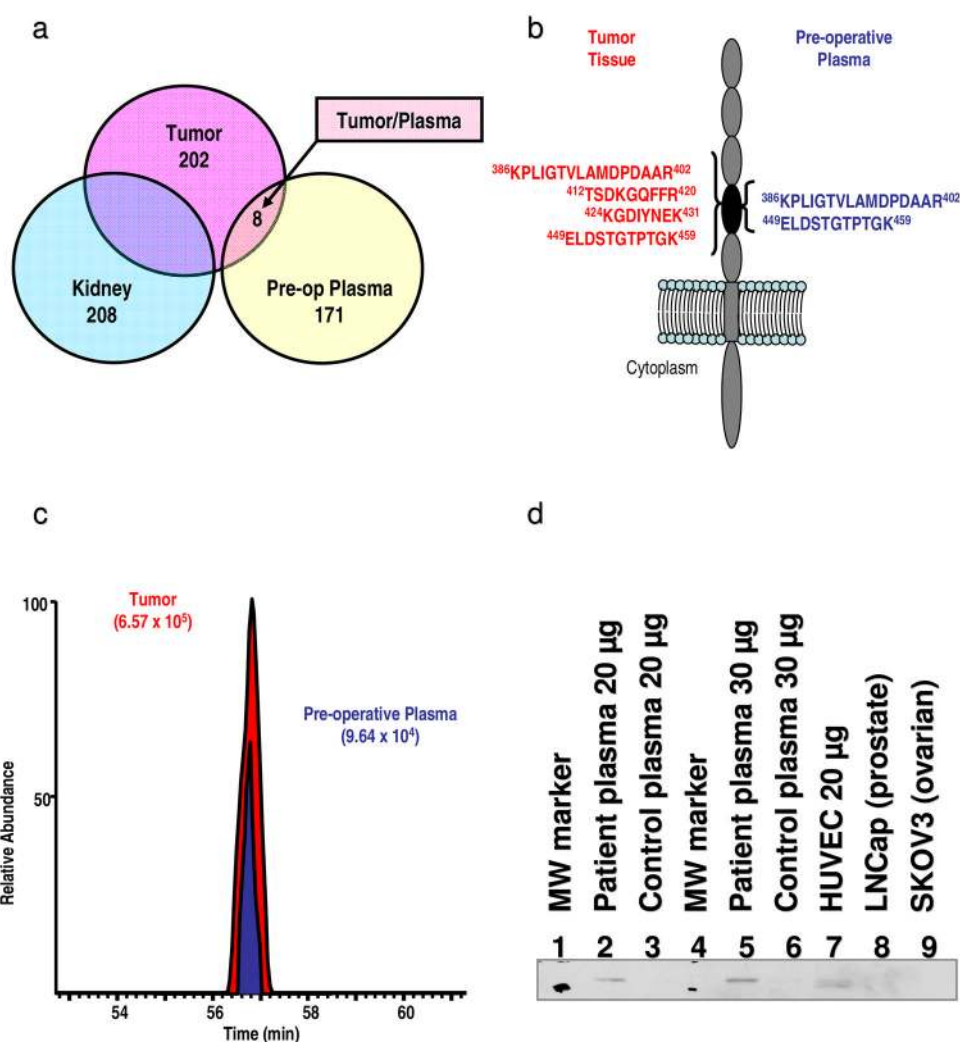 a
Tumor
202
Tumor/Plasma
8
Kidney
208
Pre-op Plasma
171
b
Tumor
Tissue
Pre-operative
Plasma
³⁸⁶KPLIGTVLAMDPDAAR⁴⁰²
⁴¹²TSDKGQFFR⁴²⁰
⁴²⁴KGDIYNEK⁴³¹
⁴⁴⁹ELDSTGTPTGK⁴⁵⁹
³⁸⁶KPLIGTVLAMDPDAAR⁴⁰²
⁴⁴⁹ELDSTGTPTGK⁴⁵⁹
Cytoplasm
c
Tumor
(6.57 x 10⁵)
Pre-operative Plasma
(9.64 x 10⁴)
Relative Abundance
100
50
54 56 58 60
Time (min)
d
MW marker
Patient plasma 20 µg
Control plasma 20 µg
MW marker
Patient plasma 30 µg
Control plasma 30 µg
HUVEC 20 µg
LNCap (prostate)
SKOV3 (ovarian)
1 2 3 4 5 6 7 8 9